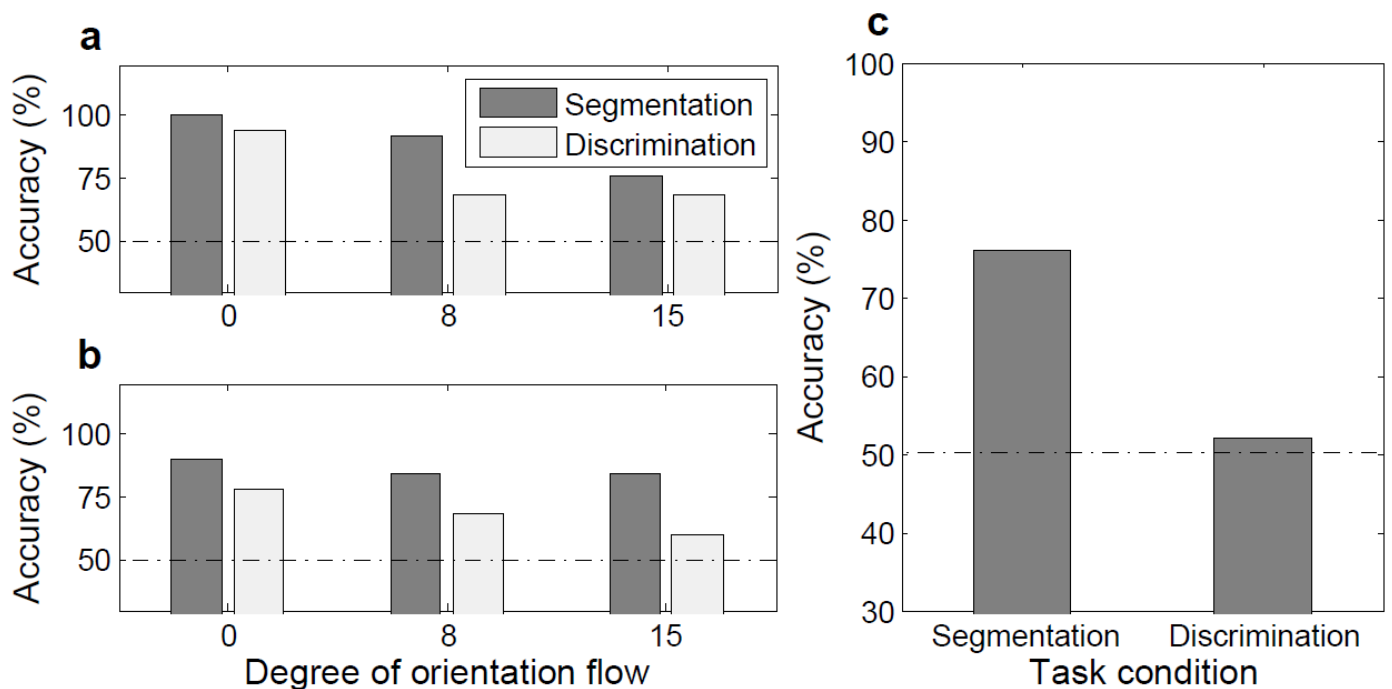 a
Accuracy (%)
100
75
50
Segmentation
Discrimination
0 8 15
b
Accuracy (%)
100
75
50
0 8 15
Degree of orientation flow
c
Accuracy (%)
100
90
80
70
60
50
40
30
Segmentation Discrimination
Task condition